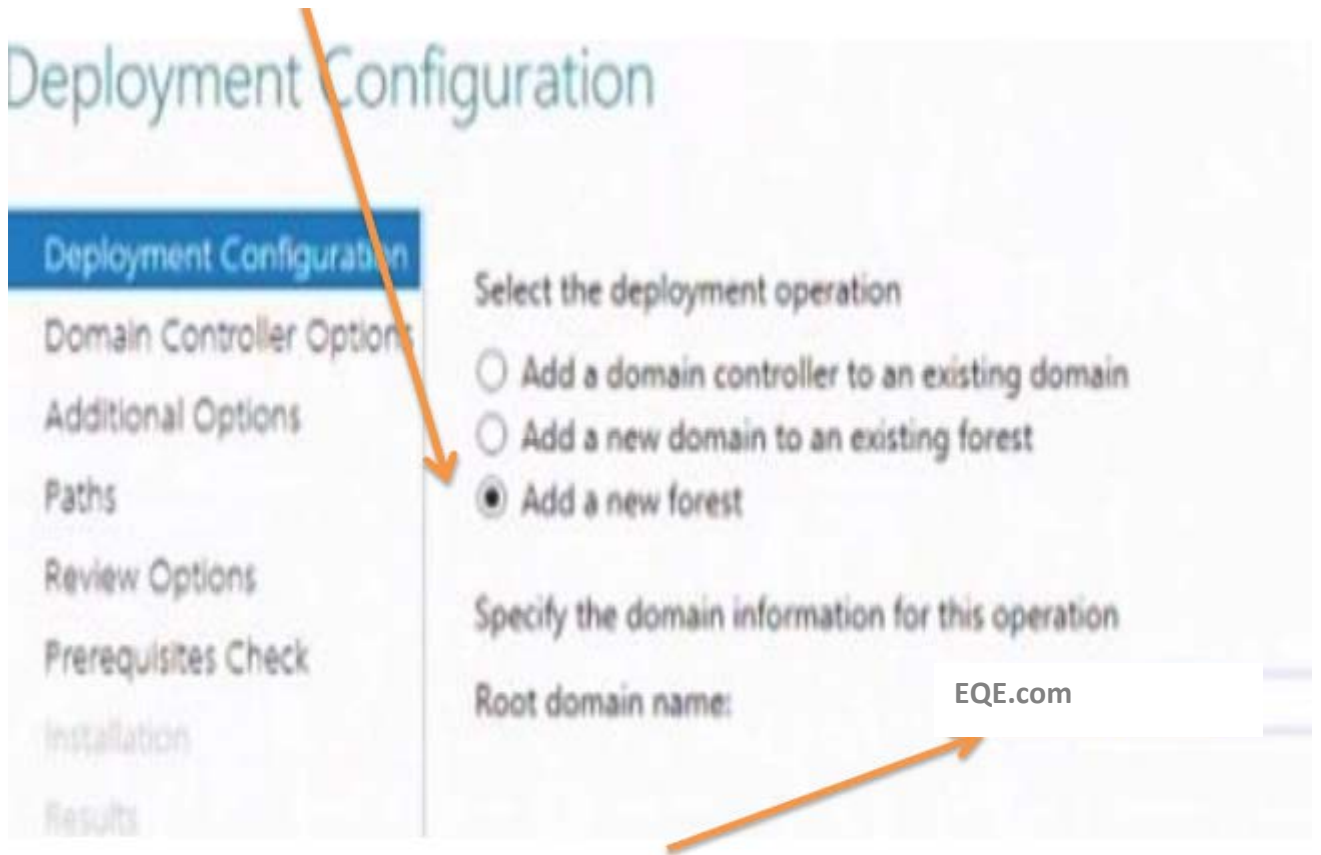 Deployment Configuration
Deployment Configuration
Domain Controller Options
Additional Options
Paths
Review Options
Prerequisites Check
Installation
Results
Select the deployment operation
Add a domain controller to an existing domain
Add a new domain to an existing forest
Add a new forest
Specify the domain information for this operation
Root domain name: EQE.com